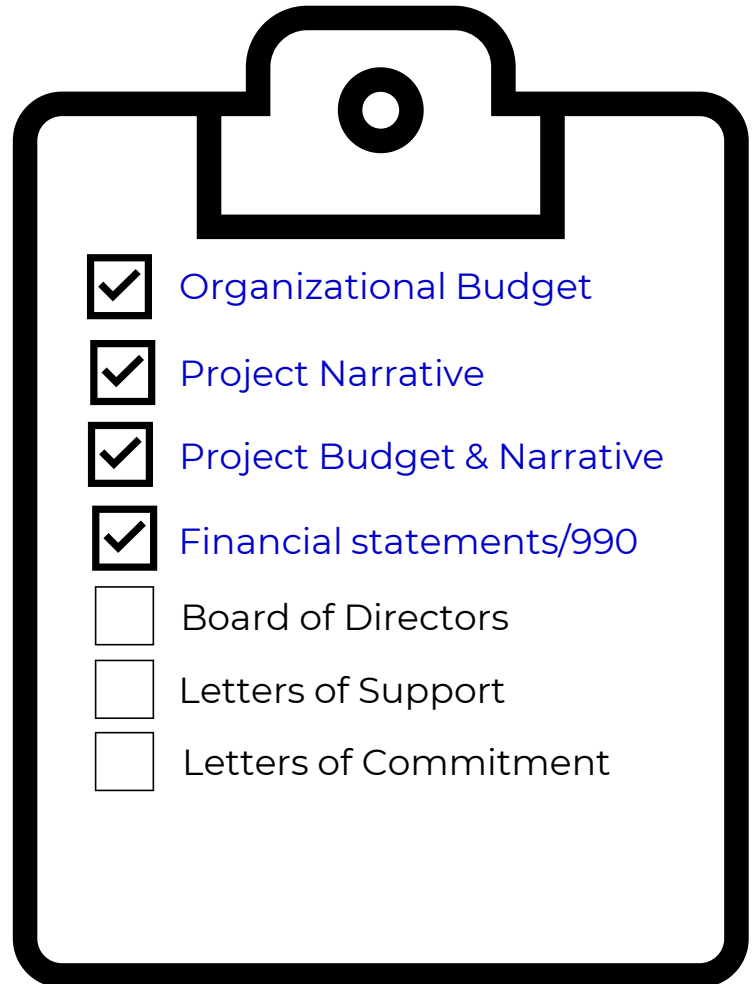 Organizational Budget
Project Narrative
Project Budget & Narrative
Financial statements/990
Board of Directors
Letters of Support
Letters of Commitment